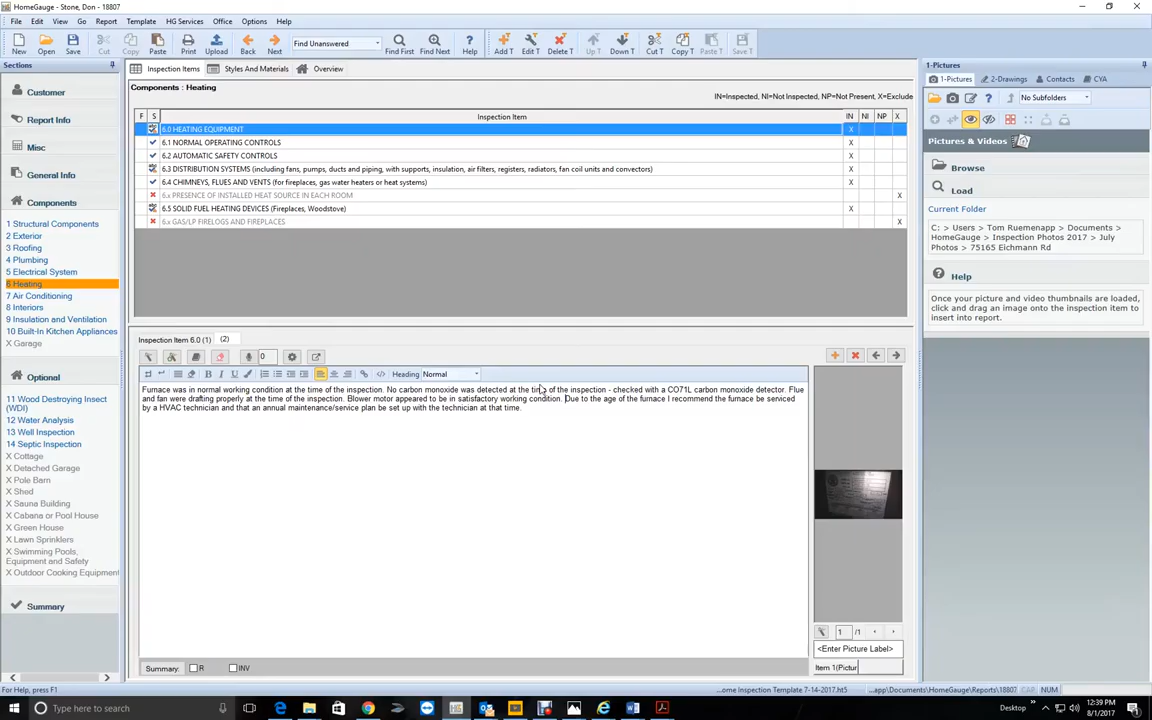 HomeGauge - Stone, Don - 18807
File Edit View Go Report Template HG Services Office Options Help
New Open Save Cut Copy Paste Print Upload Back Next Find Unanswered Find First Find Next Help Add T Edit T Delete T Up T Down T Cut T Copy T Paste T Save T
Sections
Customer
Report Info
Misc
General Info
Components
1 Structural Components
2 Exterior
3 Roofing
4 Plumbing
5 Electrical System
6 Heating
7 Air Conditioning
8 Interiors
9 Insulation and Ventilation
10 Built-In Kitchen Appliances
X Garage
Optional
11 Wood Destroying Insect
(WDI)
12 Water Analysis
13 Well Inspection
14 Septic Inspection
X Cottage
X Detached Garage
X Pole Barn
X Shed
X Sauna Building
X Cabana or Pool House
X Green House
X Lawn Sprinklers
X Swimming Pools,
Equipment and Safety
X Outdoor Cooking Equipment
Summary
Inspection Items Styles And Materials Overview
Components : Heating
IN=Inspected, NI=Not Inspected, NP=Not Present, X=Exclude
F S Inspection Item IN NI NP X
6.0 HEATING EQUIPMENT X
6.1 NORMAL OPERATING CONTROLS X
6.2 AUTOMATIC SAFETY CONTROLS X
6.3 DISTRIBUTION SYSTEMS (including fans, pumps, ducts and piping, with supports, insulation, air filters, registers, radiators, fan coil units and convectors) X
6.4 CHIMNEYS, FLUES AND VENTS (for fireplaces, gas water heaters or heat systems) X
6.x PRESENCE OF INSTALLED HEAT SOURCE IN EACH ROOM X
6.5 SOLID FUEL HEATING DEVICES (Fireplaces, Woodstove) X
6.x GAS/LP FIRELOGS AND FIREPLACES X
Inspection Item 6.0 (1) (2)
0
B I U Heading Normal
Furnace was in normal working condition at the time of the inspection. No carbon monoxide was detected at the time of the inspection - checked with a CO71L carbon monoxide detector. Flue
and fan were drafting properly at the time of the inspection. Blower motor appeared to be in satisfactory working condition. Due to the age of the furnace I recommend the furnace be serviced
by a HVAC technician and that an annual maintenance/service plan be set up with the technician at that time.
1 /1
<Enter Picture Label>
Item 1(Pictur
Summary: R INV
1-Pictures
1-Pictures 2-Drawings Contacts CYA
No Subfolders
Pictures & Videos
Browse
Load
Current Folder
C: > Users > Tom Ruemenapp > Documents >
HomeGauge > Inspection Photos 2017 > July
Photos > 75165 Eichmann Rd
Help
Once your picture and video thumbnails are loaded,
click and drag an image onto the inspection item to
insert into report.
For Help, press F1
...ome Inspection Template 7-14-2017.ht5 ...app\Documents\HomeGauge\Reports\18807 CAP NUM
Type here to search
Desktop
12:39 PM
8/1/2017